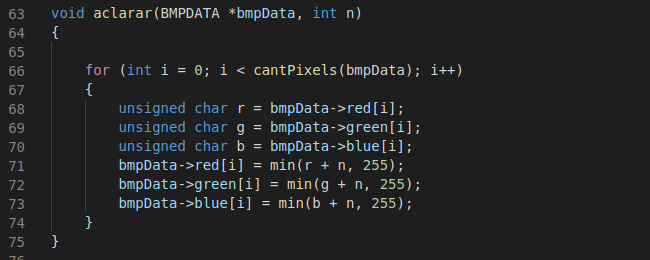 63 void aclarar(BMPDATA *bmpData, int n)
64 {
65
66     for (int i = 0; i < cantPixels(bmpData); i++)
67     {
68         unsigned char r = bmpData->red[i];
69         unsigned char g = bmpData->green[i];
70         unsigned char b = bmpData->blue[i];
71         bmpData->red[i] = min(r + n, 255);
72         bmpData->green[i] = min(g + n, 255);
73         bmpData->blue[i] = min(b + n, 255);
74     }
75 }